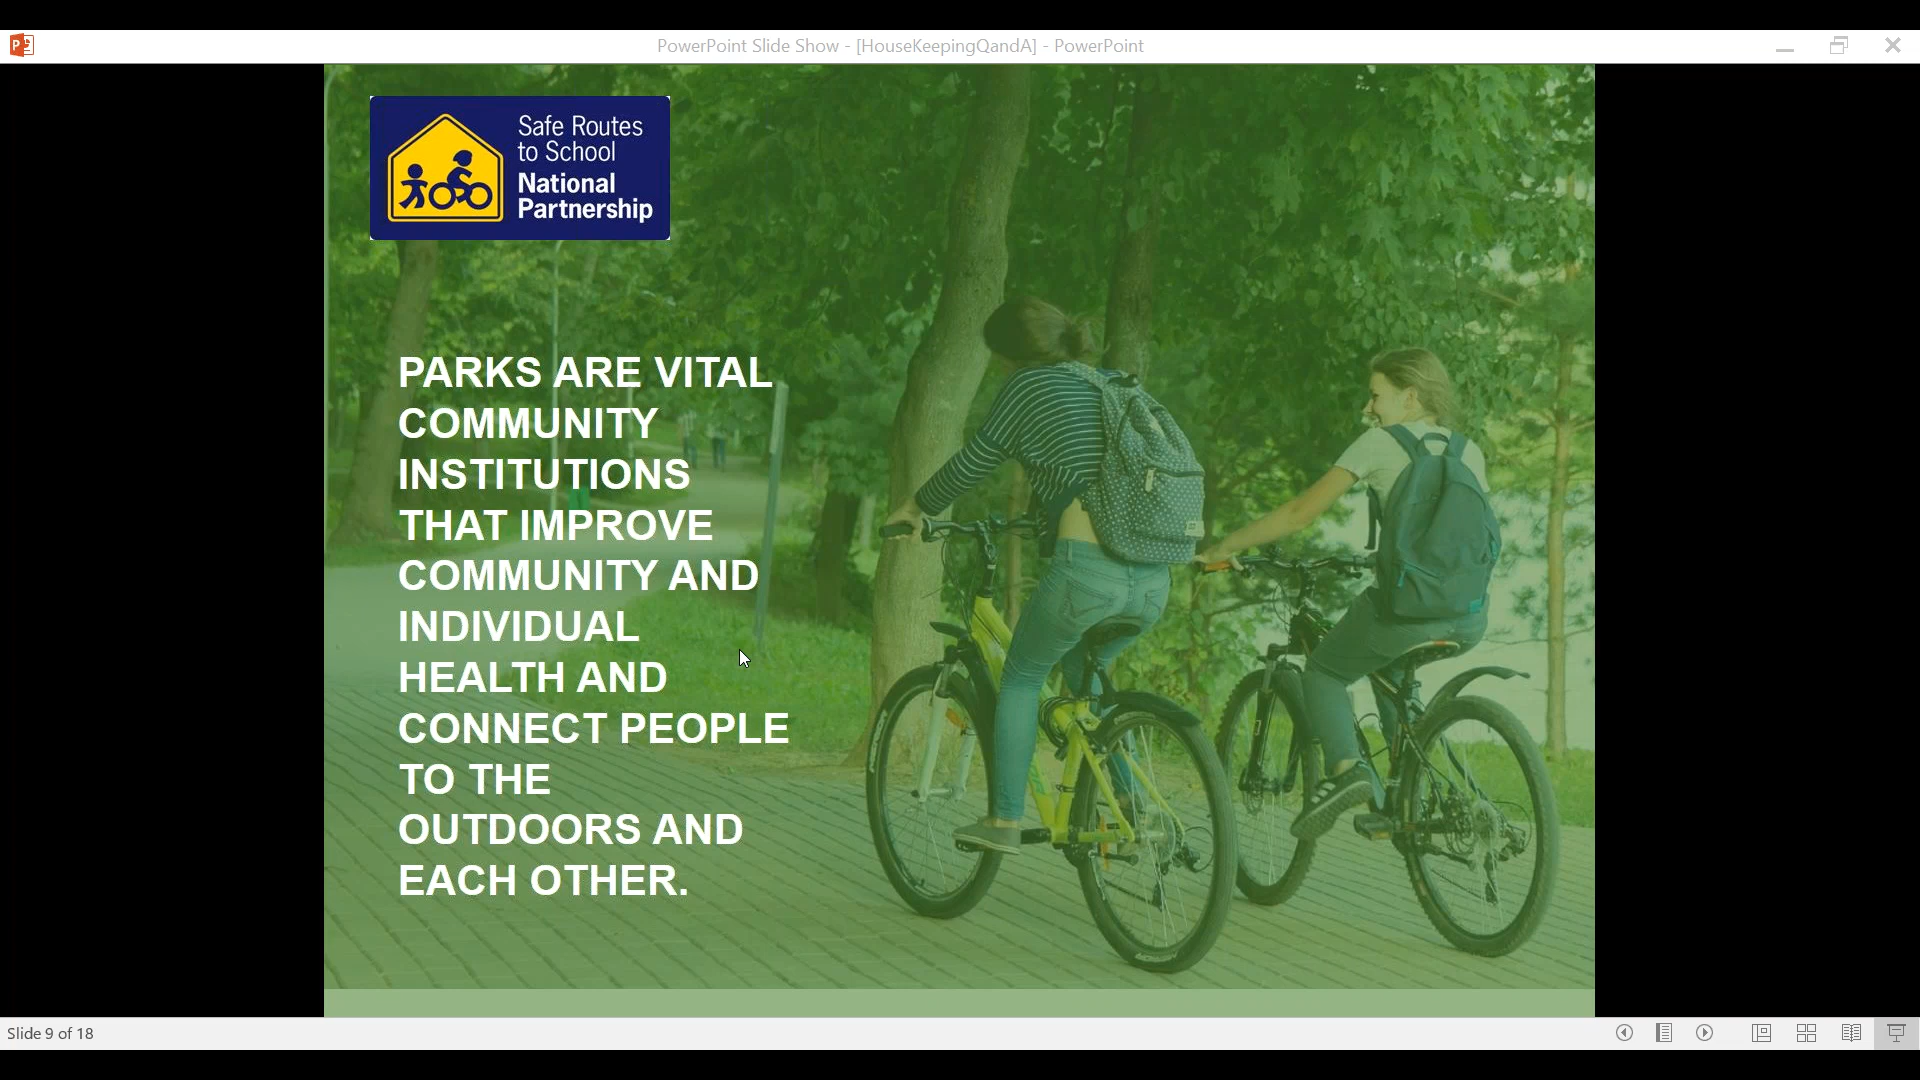 PowerPoint Slide Show - [HouseKeepingQandA] - PowerPoint
Safe Routes
to School
National
Partnership
PARKS ARE VITAL
COMMUNITY
INSTITUTIONS
THAT IMPROVE
COMMUNITY AND
INDIVIDUAL
HEALTH AND
CONNECT PEOPLE
TO THE
OUTDOORS AND
EACH OTHER.
Slide 9 of 18